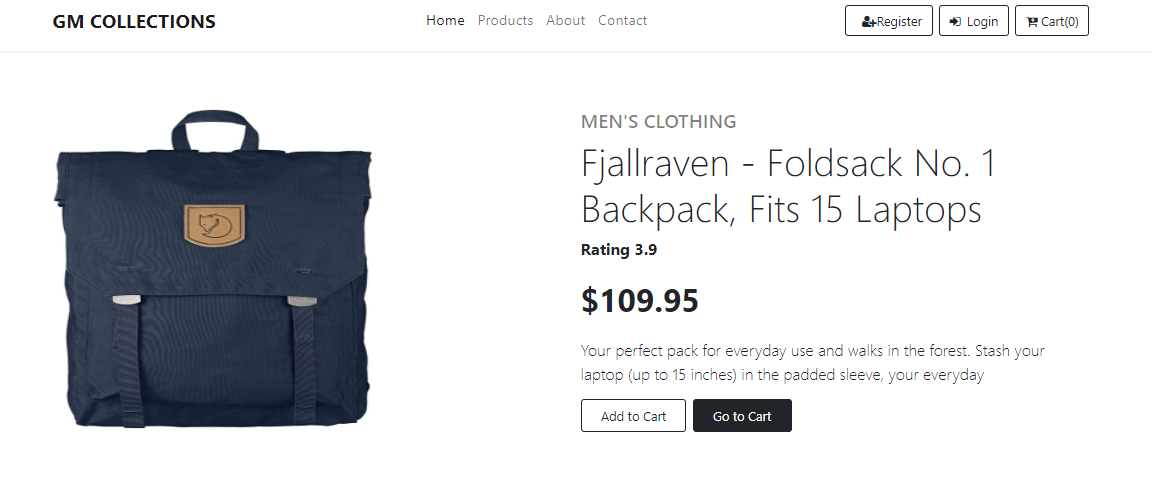 GM COLLECTIONS
Home Products About Contact
Register Login Cart(0)
MEN'S CLOTHING
Fjallraven - Foldsack No. 1
Backpack, Fits 15 Laptops
Rating 3.9
$109.95
Your perfect pack for everyday use and walks in the forest. Stash your
laptop (up to 15 inches) in the padded sleeve, your everyday
Add to Cart Go to Cart